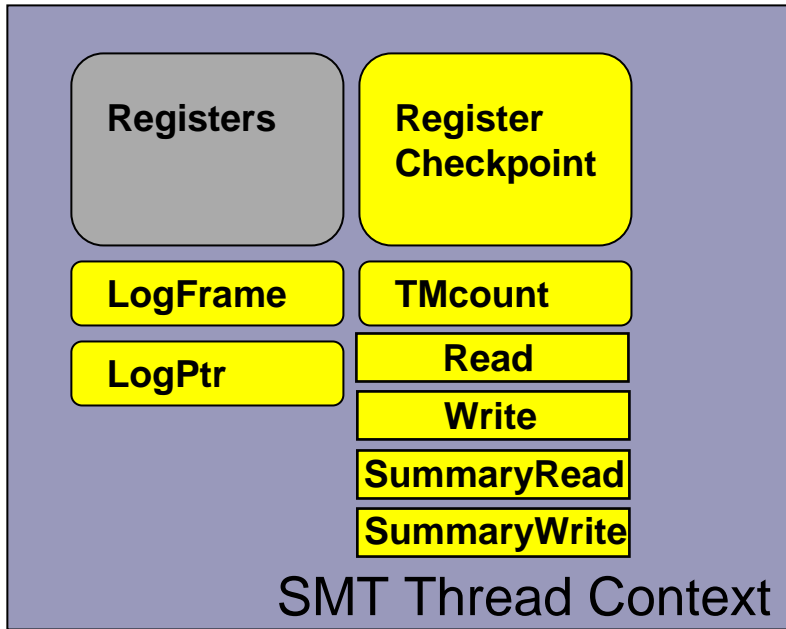 Registers
Register
Checkpoint
LogFrame
TMcount
LogPtr
Read
Write
SummaryRead
SummaryWrite
SMT Thread Context